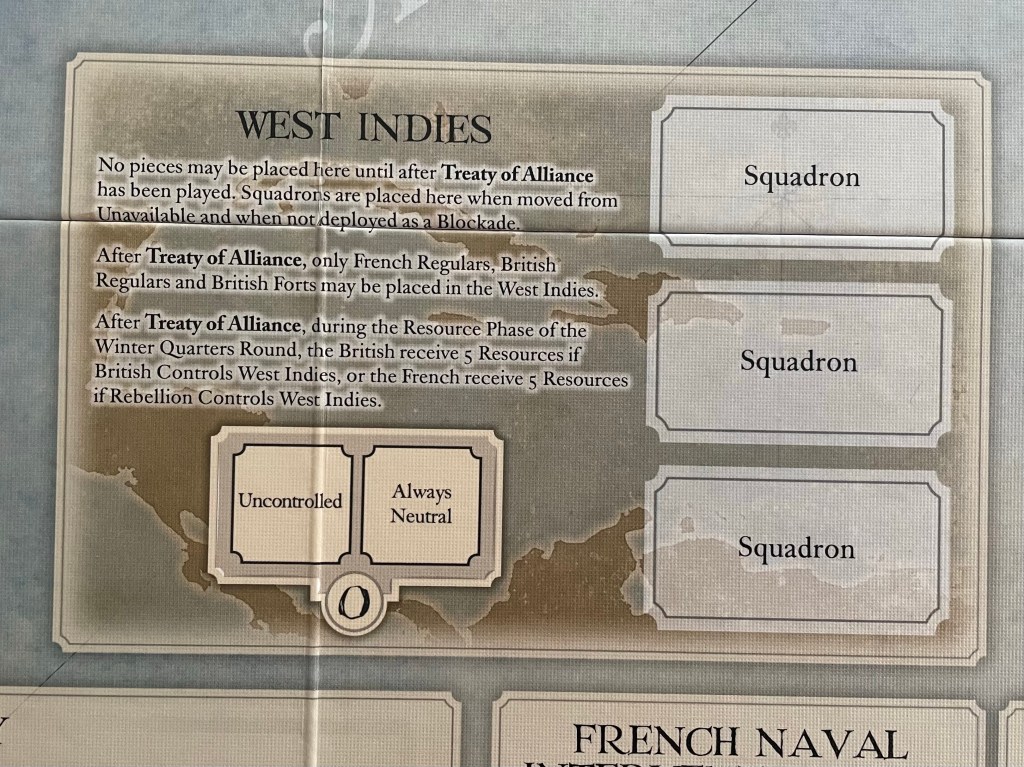 WEST INDIES
No pieces may be placed here until after Treaty of Alliance
has been played. Squadrons are placed here when moved from
Unavailable and when not deployed as a Blockade.
After Treaty of Alliance, only French Regulars, British
Regulars and British Forts may be placed in the West Indies.
After Treaty of Alliance, during the Resource Phase of the
Winter Quarters Round, the British receive 5 Resources if
British Controls West Indies, or the French receive 5 Resources
if Rebellion Controls West Indies.
Uncontrolled
Always
Neutral
0
Squadron
Squadron
Squadron
FRENCH NAVAL